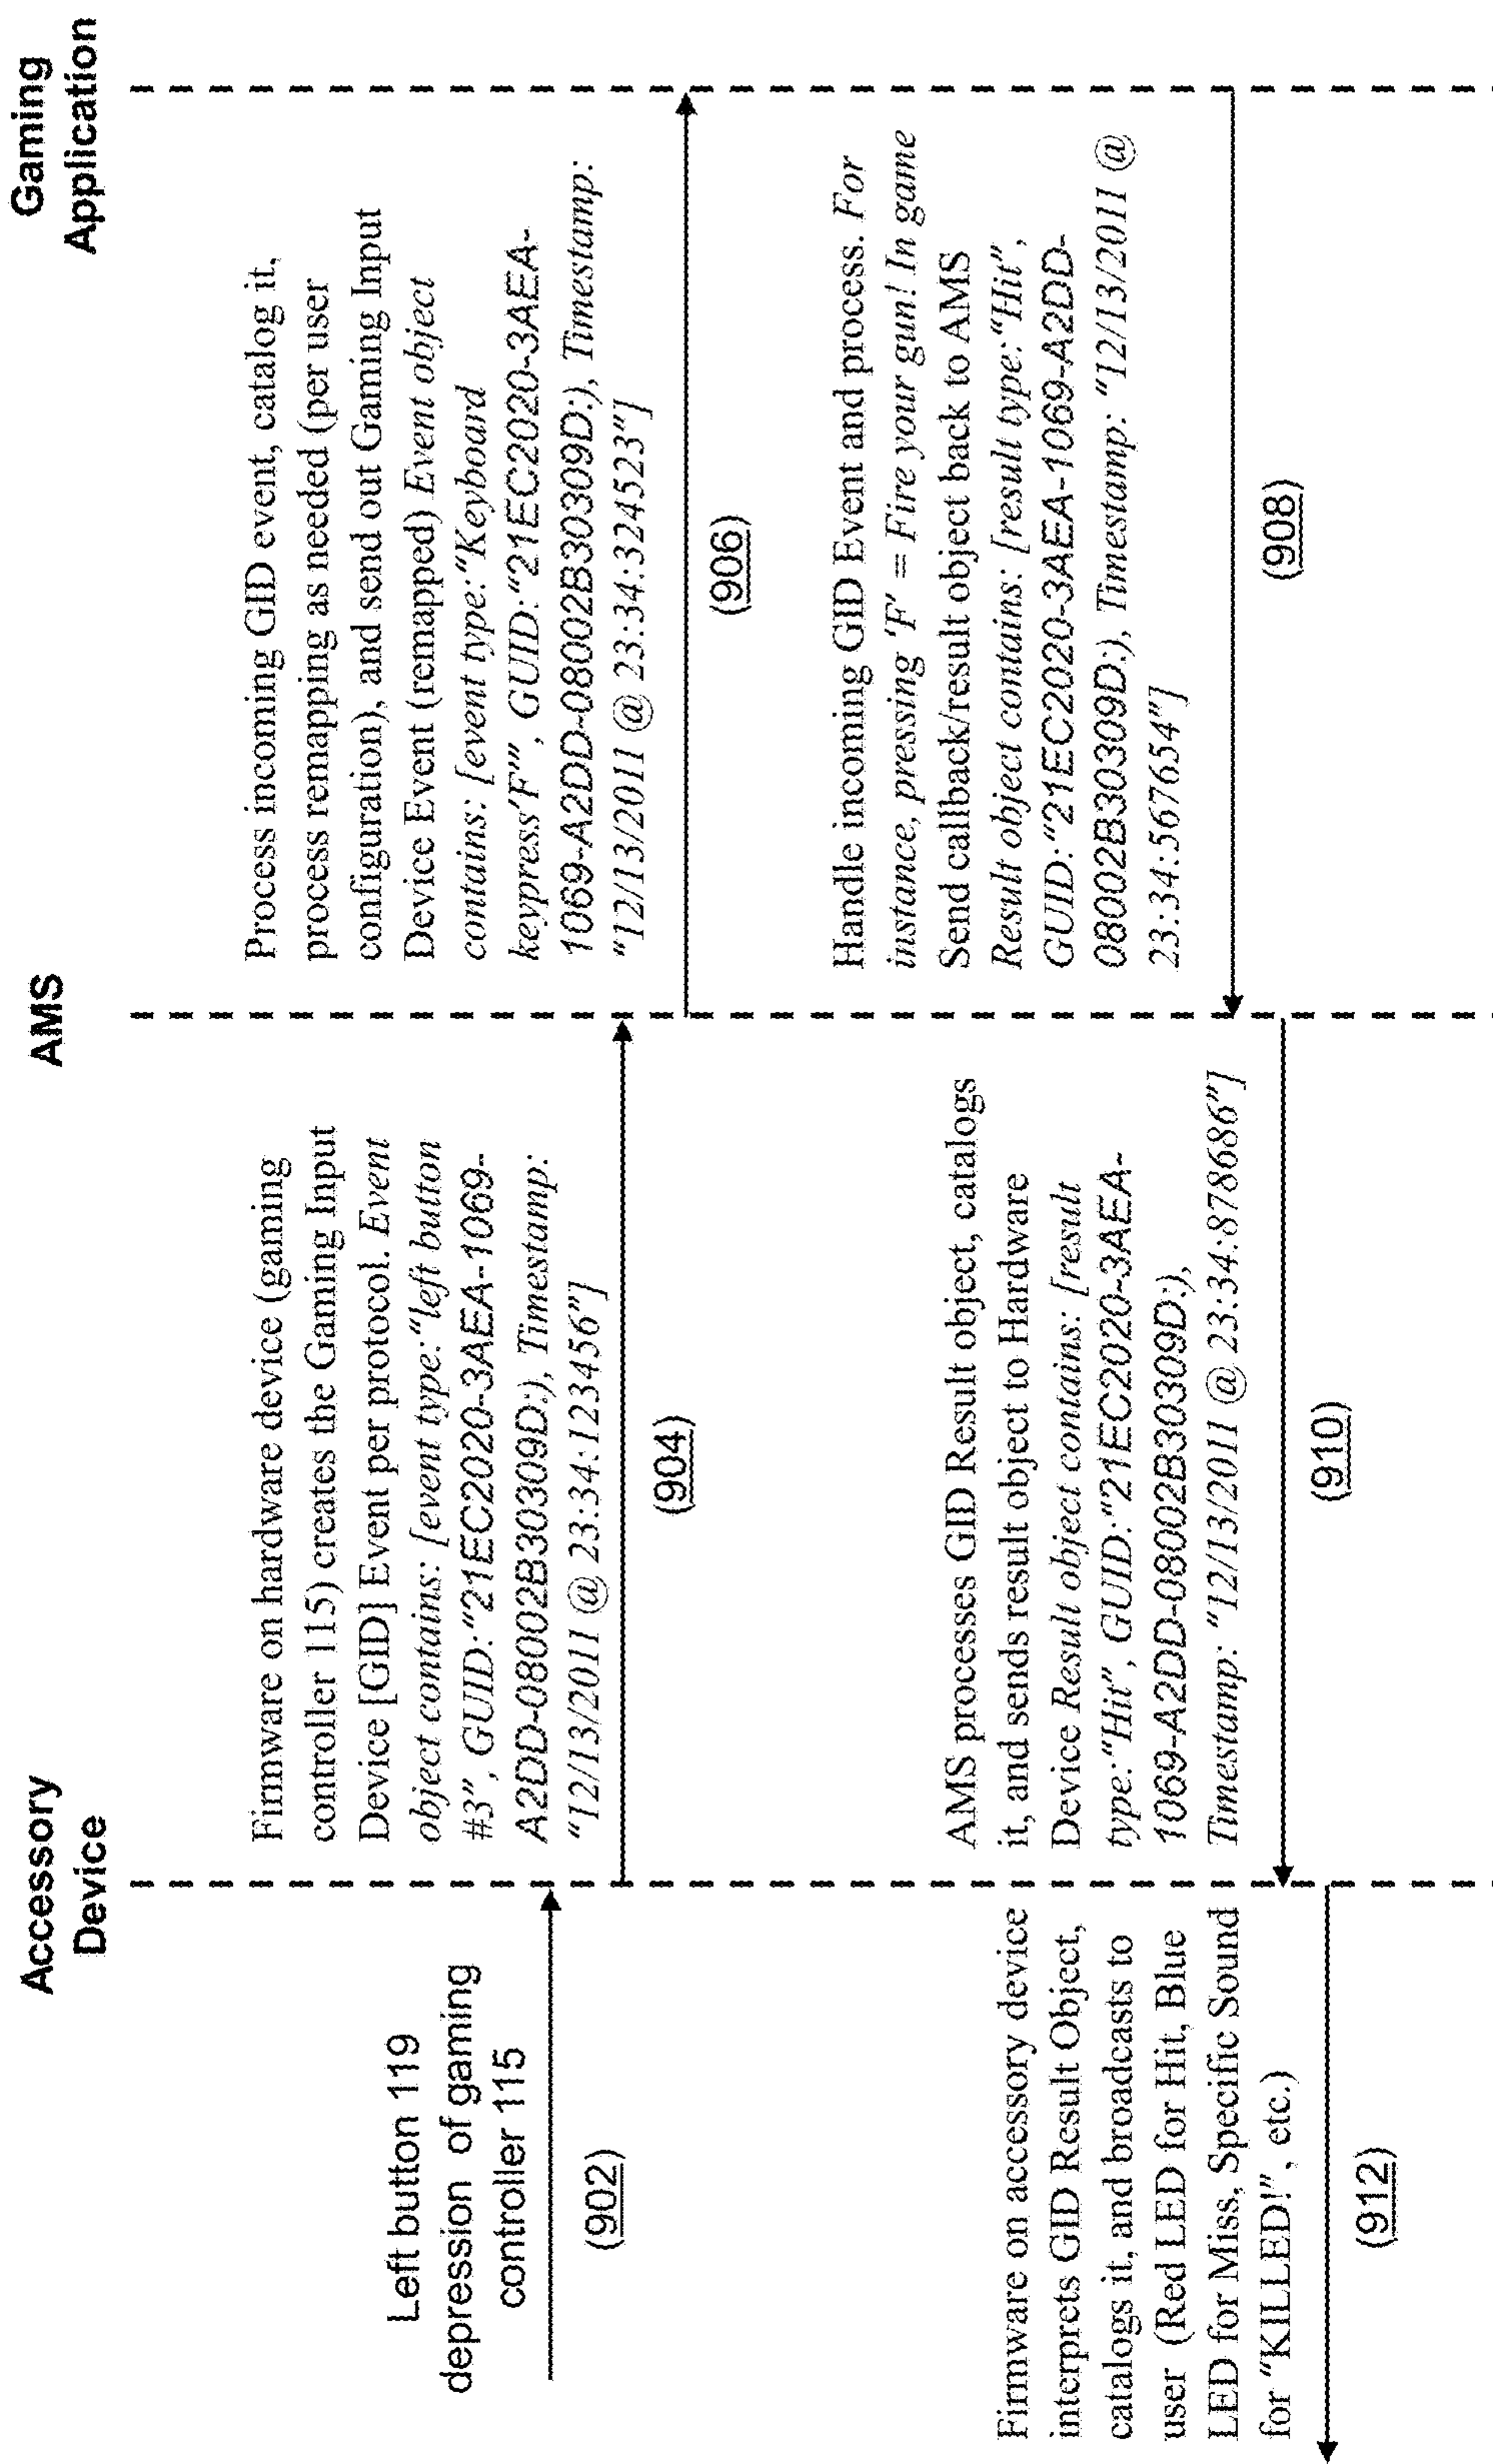 Accessory
Device
AMS
Gaming
Application
Left button 119
depression of gaming
controller 115
(902)
Firmware on hardware device (gaming
controller 115) creates the Gaming Input
Device [GID] Event per protocol. Event
object contains: [event type:"left button
#3", GUID:"21EC2020-3AEA-1069-
A2DD-08002B30309D:), Timestamp:
"12/13/2011 @ 23:34:123456"]
(904)
Process incoming GID event, catalog it,
process remapping as needed (per user
configuration), and send out Gaming Input
Device Event (remapped) Event object
contains: [event type:"Keyboard
keypress'F'", GUID:"21EC2020-3AEA-
1069-A2DD-08002B30309D:), Timestamp:
"12/13/2011 @ 23:34:324523"]
(906)
Handle incoming GID Event and process. For
instance, pressing 'F' = Fire your gun! In game
Send callback/result object back to AMS
Result object contains: [result type:"Hit",
GUID:"21EC2020-3AEA-1069-A2DD-
08002B30309D:), Timestamp: "12/13/2011 @
23:34:567654"]
(908)
AMS processes GID Result object, catalogs
it, and sends result object to Hardware
Device Result object contains: [result
type:"Hit", GUID:"21EC2020-3AEA-
1069-A2DD-08002B30309D:),
Timestamp: "12/13/2011 @ 23:34:878686"]
(910)
Firmware on accessory device
interprets GID Result Object,
catalogs it, and broadcasts to
user (Red LED for Hit, Blue
LED for Miss, Specific Sound
for "KILLED!", etc.)
(912)